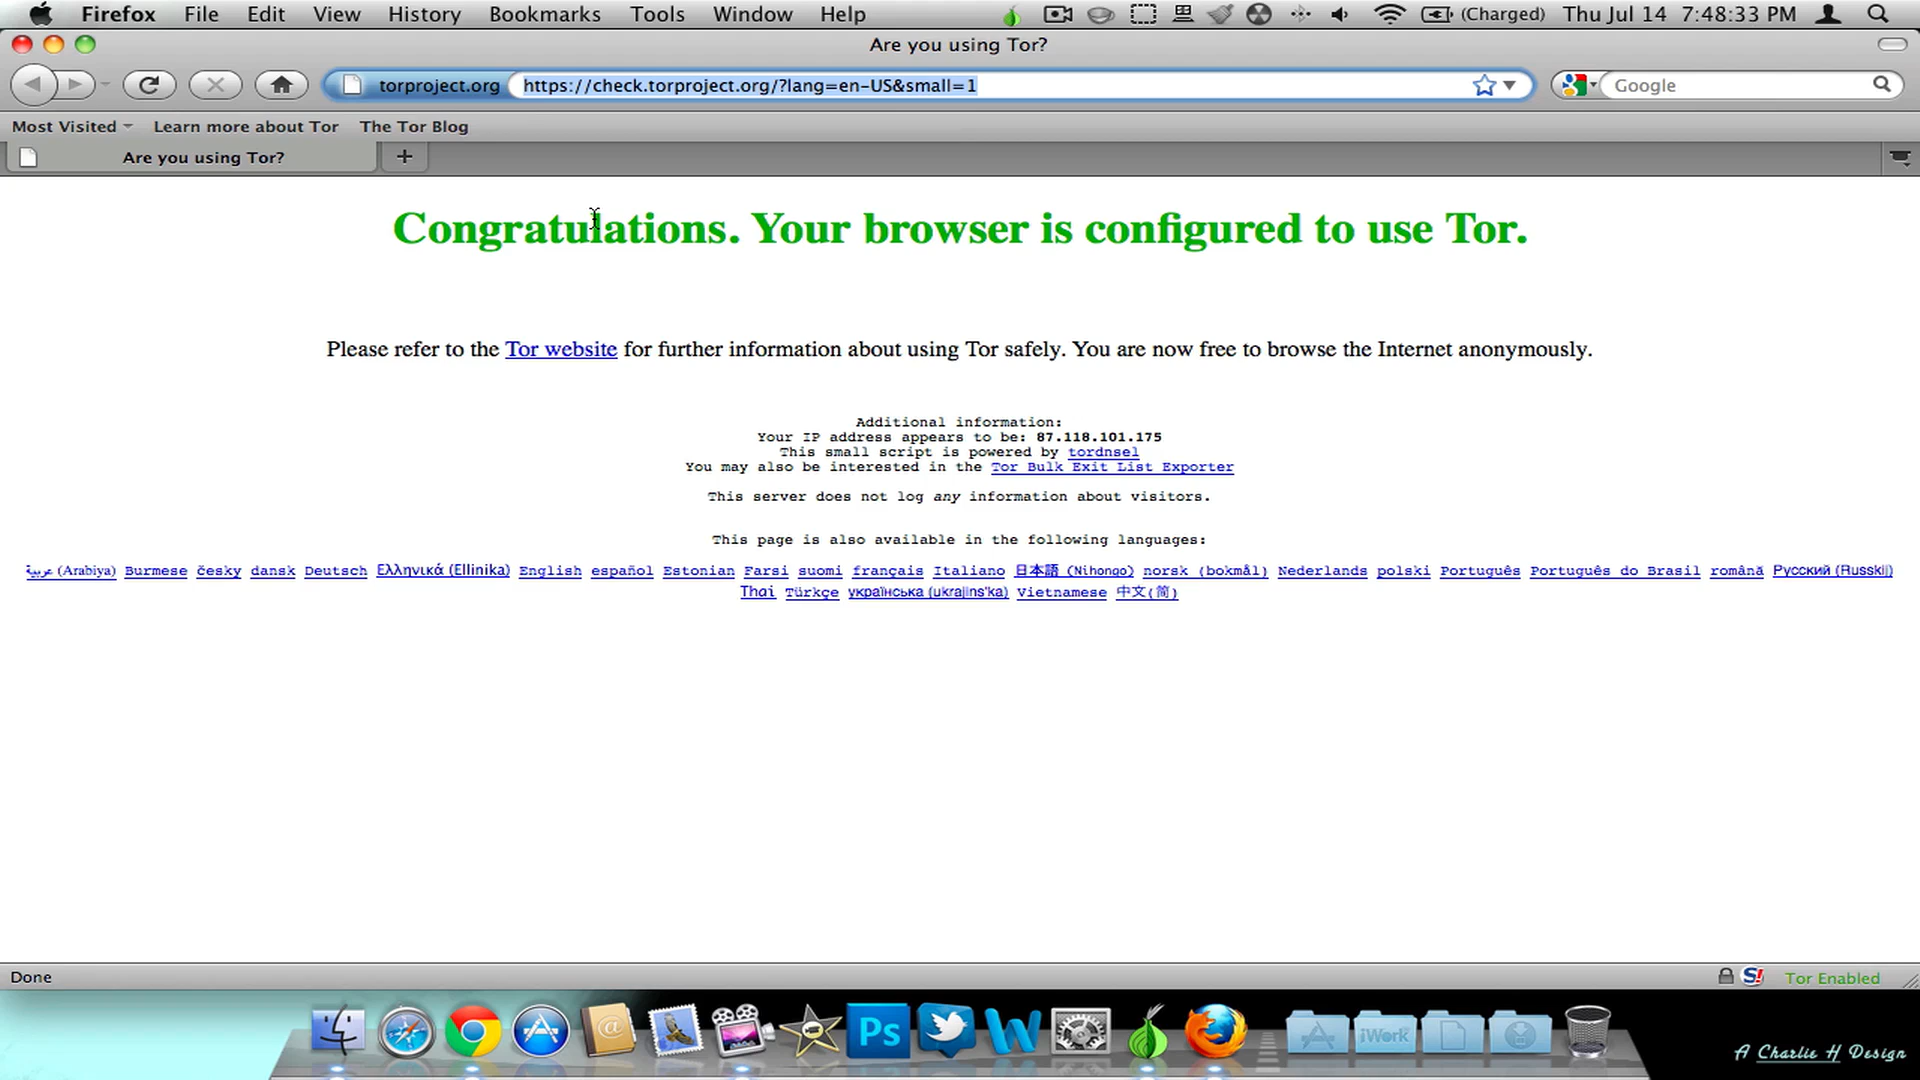 Firefox File Edit View History Bookmarks Tools Window Help (Charged) Thu Jul 14 7:48:33 PM
Are you using Tor?
torproject.org https://check.torproject.org/?lang=en-US&small=1 Google
Most Visited Learn more about Tor The Tor Blog
Are you using Tor?
Congratulations. Your browser is configured to use Tor.
Please refer to the Tor website for further information about using Tor safely. You are now free to browse the Internet anonymously.
Additional information:
Your IP address appears to be: 87.118.101.175
This small script is powered by tordnsel
You may also be interested in the Tor Bulk Exit List Exporter
This server does not log any information about visitors.
This page is also available in the following languages:
عربية (Arabiya) Burmese česky dansk Deutsch Ελληνικά (Ellinika) English español Estonian Farsi suomi français Italiano 日本語 (Nihongo) norsk (bokmål) Nederlands polski Português Português do Brasil română Русский (Russkij)
Thai Türkçe українська (ukrajins'ka) Vietnamese 中文(简)
Done Tor Enabled
Ps W iWork
A Charlie H Design